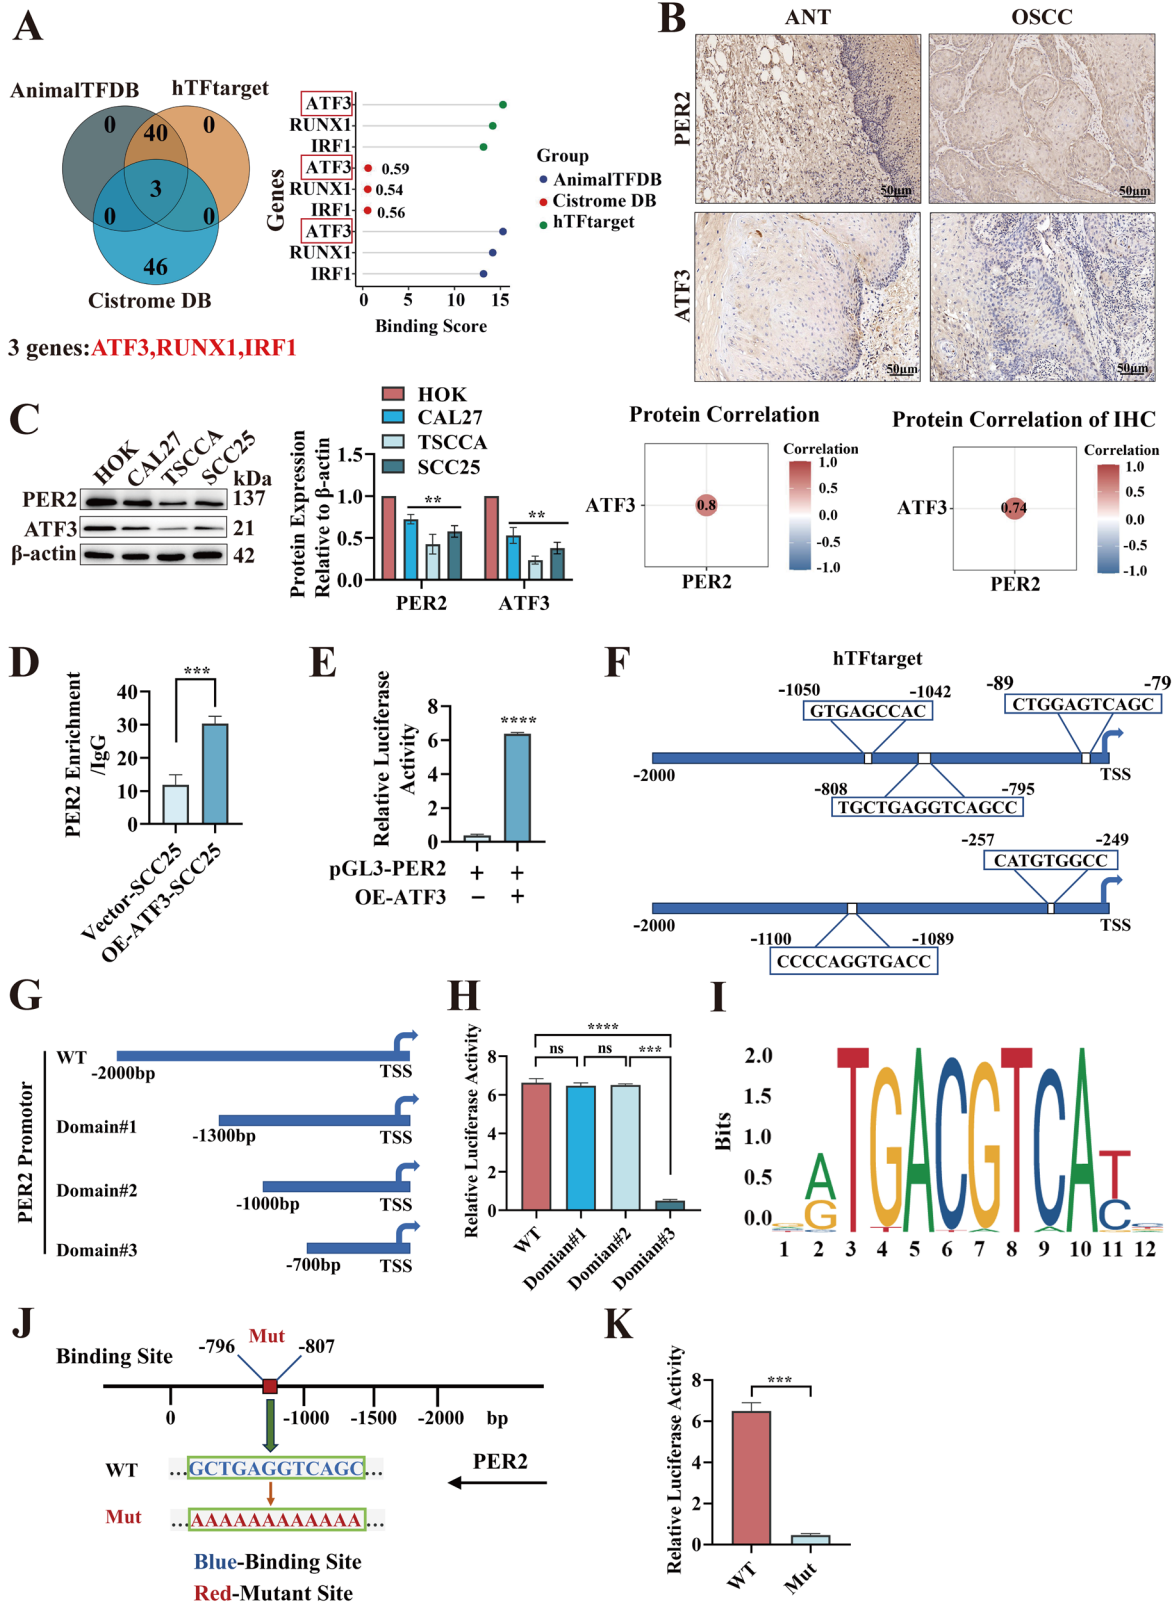 A
AnimalTFDB
hTFtarget
0
40
0
3
0
0
46
Cistrome DB
3 genes:ATF3,RUNX1,IRF1
Genes
ATF3
RUNX1
IRF1
ATF3
0.59
RUNX1
0.54
IRF1
0.56
ATF3
RUNX1
IRF1
0
5
10
15
Binding Score
Group
AnimalTFDB
Cistrome DB
hTFtarget
B
ANT
OSCC
PER2
50μm
50μm
ATF3
50μm
50μm
Protein Correlation
ATF3
0.8
PER2
Correlation
1.0
0.5
0.0
-0.5
-1.0
Protein Correlation of IHC
ATF3
0.74
PER2
Correlation
1.0
0.5
0.0
-0.5
-1.0
C
HOK
CAL27
TSCCA
SCC25
kDa
PER2
137
ATF3
21
β-actin
42
HOK
CAL27
TSCCA
SCC25
Protein Expression
Relative to β-actin
1.5
1.0
0.5
0.0
**
**
PER2
ATF3
D
PER2 Enrichment
/IgG
40
30
20
10
0
***
Vector-SCC25
OE-ATF3-SCC25
E
Relative Luciferase
Activity
8
6
4
2
0
****
pGL3-PER2
+
+
OE-ATF3
−
+
F
hTFtarget
-1050
-1042
GTGAGCCAC
-89
-79
CTGGAGTCAGC
-2000
TSS
-808
-795
TGCTGAGGTCAGCC
-257
-249
CATGTGGCC
-2000
TSS
-1100
-1089
CCCCAGGTGACC
G
PER2 Promotor
WT
-2000bp
TSS
Domain#1
-1300bp
TSS
Domain#2
-1000bp
TSS
Domain#3
-700bp
TSS
H
Relative Luciferase Activity
8
6
4
2
0
****
ns
ns
***
WT
Domian#1
Domian#2
Domian#3
I
Bits
2.0
1.5
1.0
0.5
0.0
A
G
TGACGTCA
T
C
1 2 3 4 5 6 7 8 9 10 11 12
J
Binding Site
-796
Mut
-807
0
-1000
-1500
-2000
bp
WT
...GCTGAGGTCAGC...
PER2
Mut
...AAAAAAAAAAAA...
Blue-Binding Site
Red-Mutant Site
K
Relative Luciferase Activity
8
6
4
2
0
***
WT
Mut